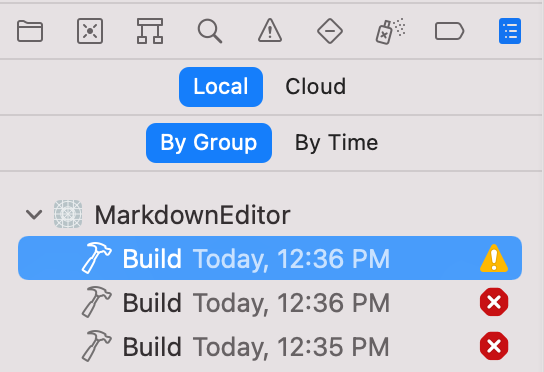 Local Cloud
By Group By Time
MarkdownEditor
Build Today, 12:36 PM
Build Today, 12:36 PM
Build Today, 12:35 PM